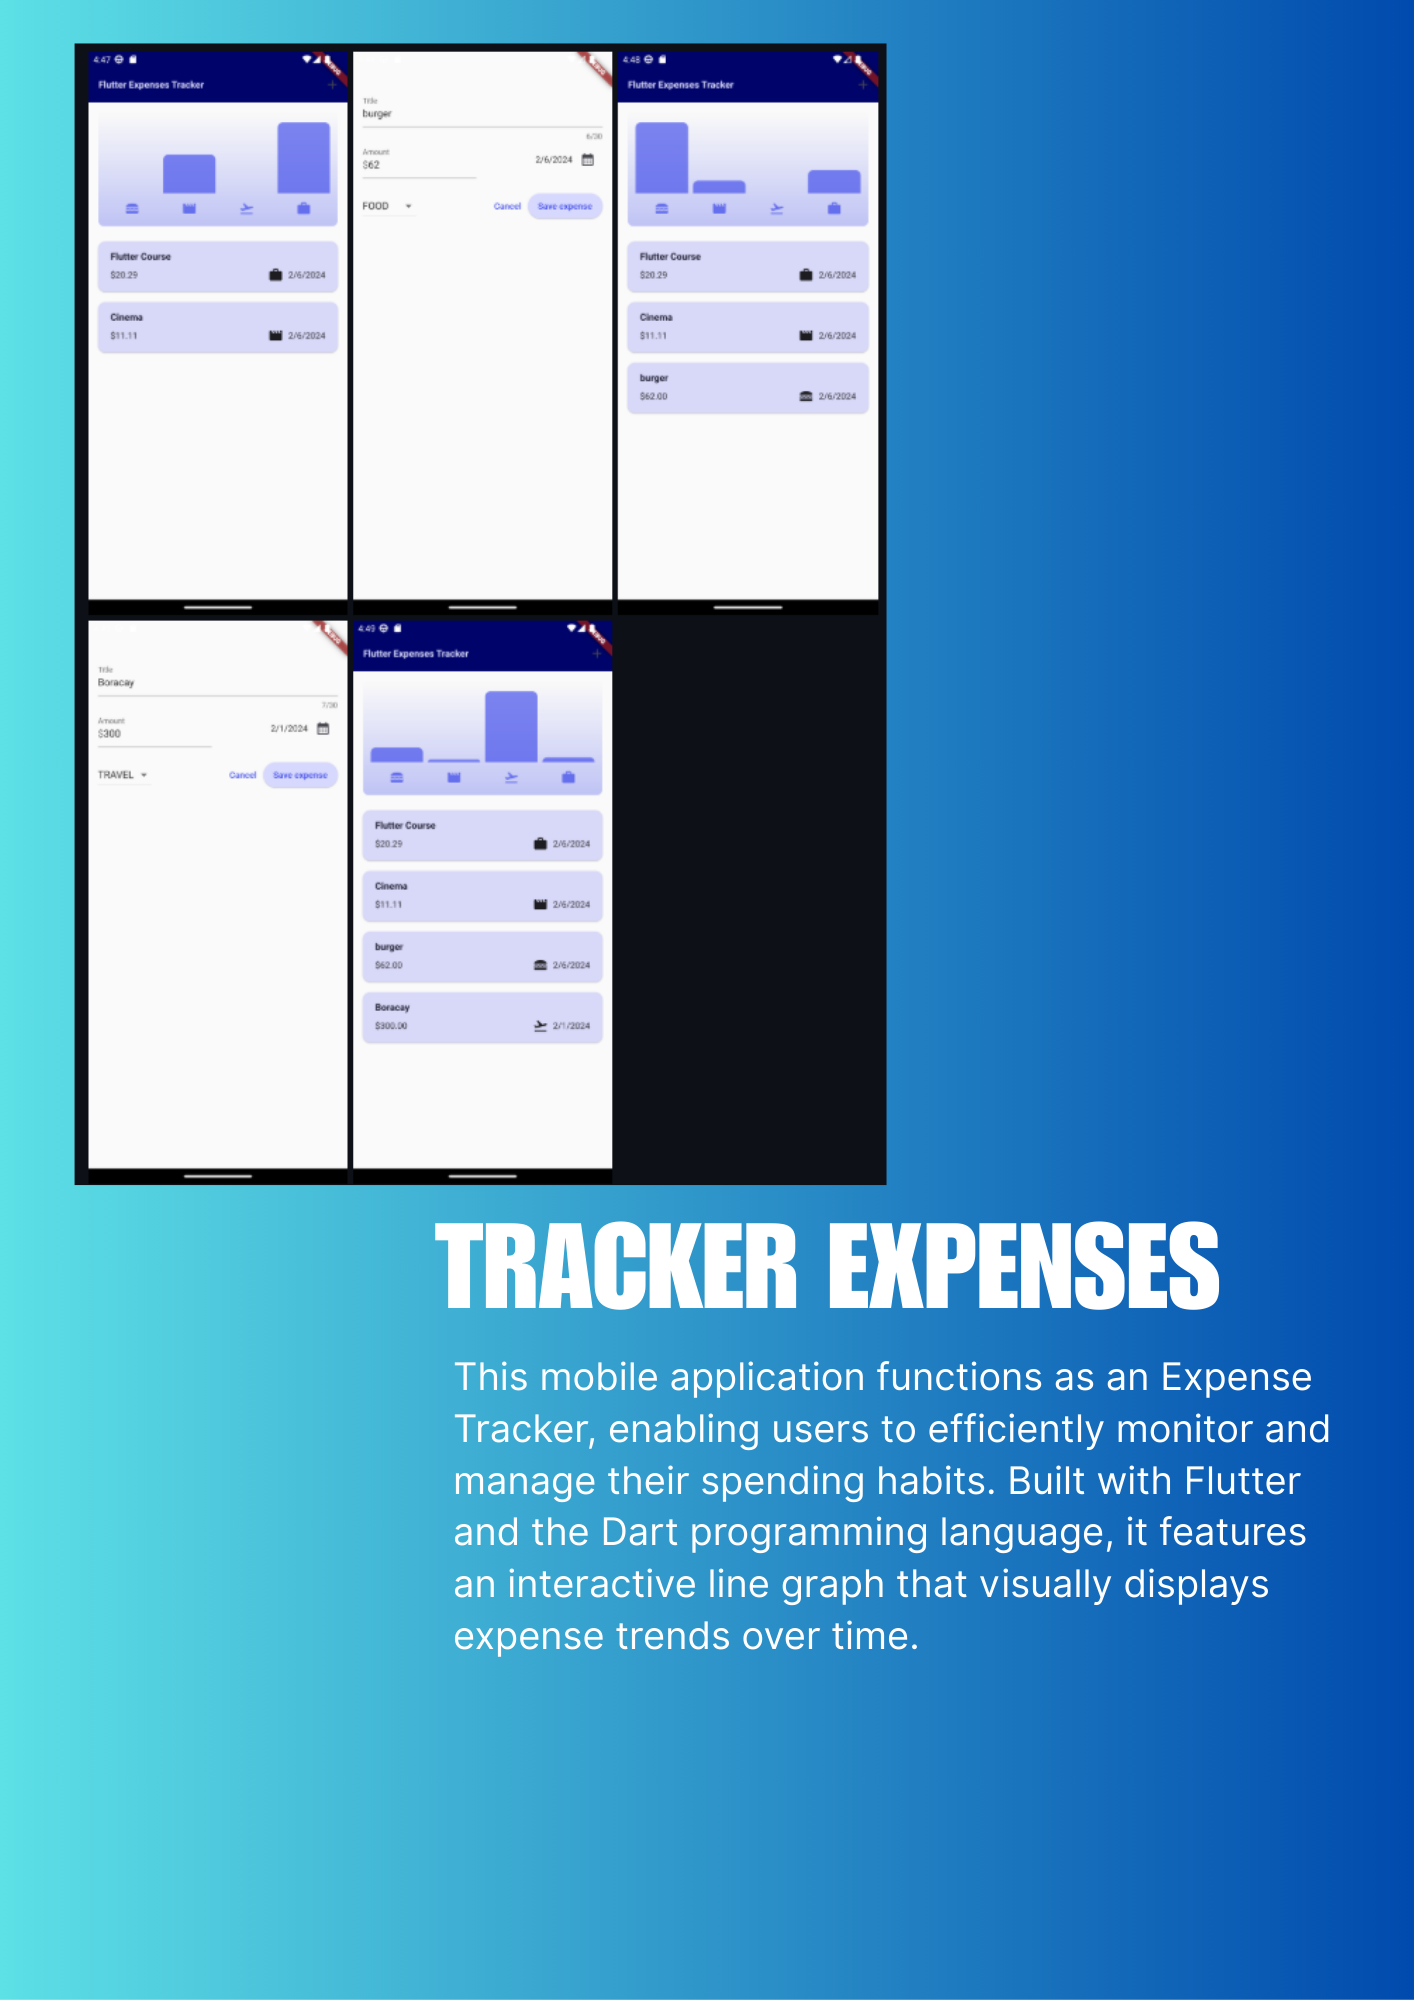 4:47
Flutter Expenses Tracker
Flutter Course
$20.29 2/6/2024
Cinema
$11.11 2/6/2024
Title
burger
6/20
Amount
$62 2/6/2024
FOOD Cancel Save expense
4:48
Flutter Expenses Tracker
Flutter Course
$20.29 2/6/2024
Cinema
$11.11 2/6/2024
burger
$62.00 2/6/2024
Title
Boracay
7/20
Amount
$300 2/1/2024
TRAVEL Cancel Save expense
4:49
Flutter Expenses Tracker
Flutter Course
$20.29 2/6/2024
Cinema
$11.11 2/6/2024
burger
$62.00 2/6/2024
Boracay
$300.00 2/1/2024
TRACKER EXPENSES
This mobile application functions as an Expense
Tracker, enabling users to efficiently monitor and
manage their spending habits. Built with Flutter
and the Dart programming language, it features
an interactive line graph that visually displays
expense trends over time.